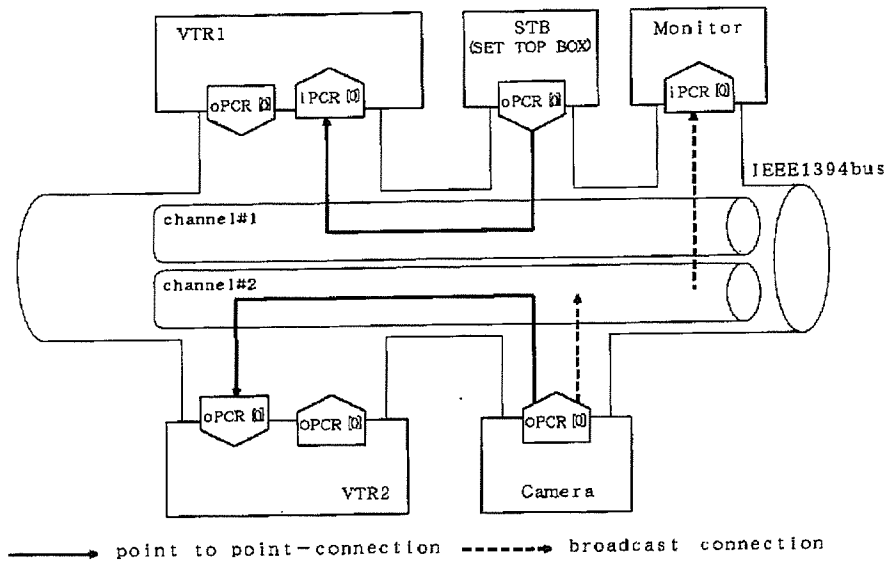 VTR1
STB
(SET TOP BOX)
Monitor
oPCR [0]
iPCR [0]
oPCR [0]
iPCR [0]
IEEE1394bus
channel#1
channel#2
oPCR [0]
OPCR [0]
OPCR [0]
VTR2
Camera
point to point-connection
broadcast connection